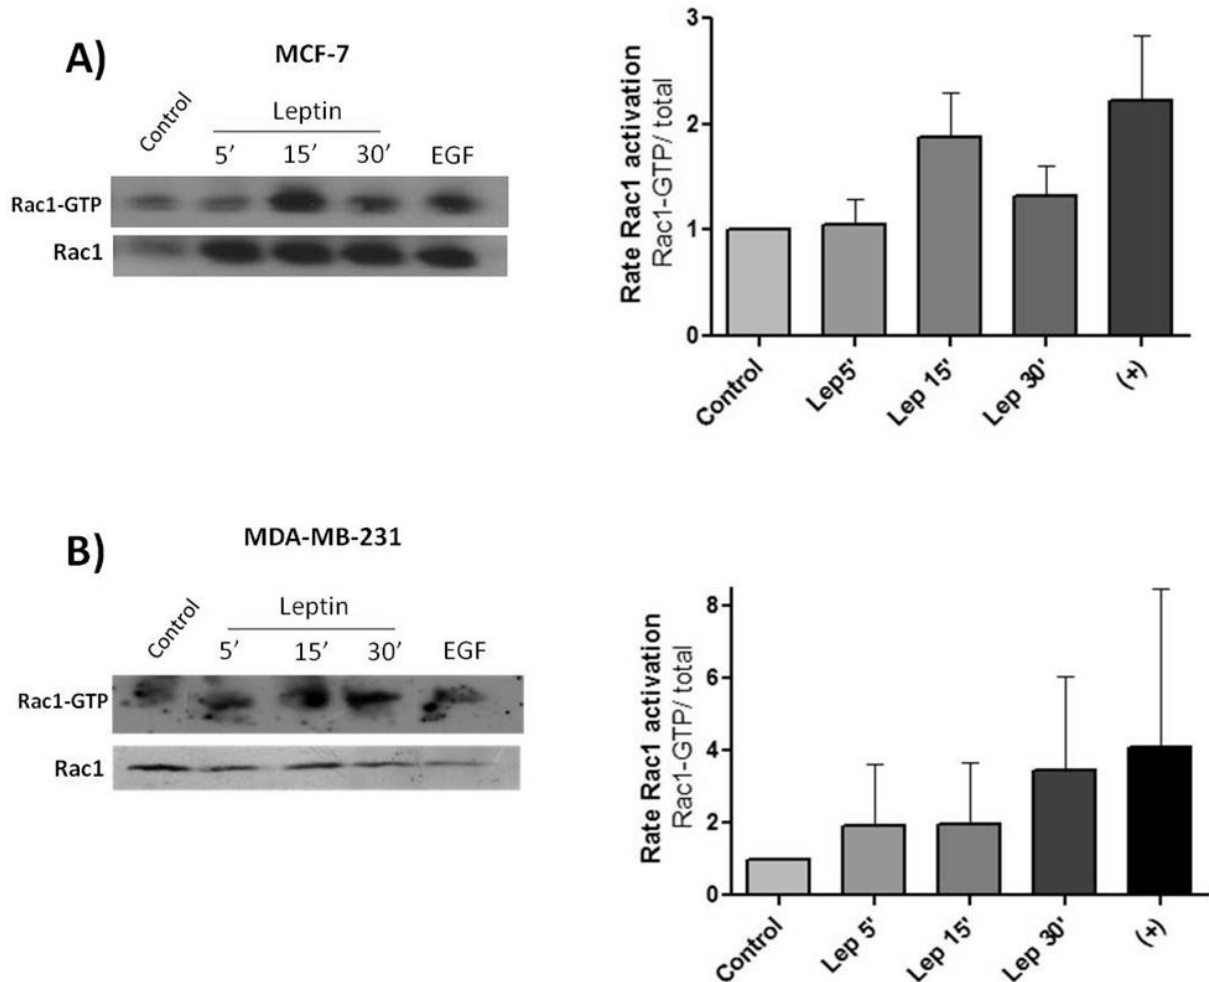 A)
MCF-7
Control
Leptin
5’ 15’ 30’ EGF
Rac1-GTP
Rac1
Rate Rac1 activation
Rac1-GTP/ total
3
2
1
0
Control
Lep5'
Lep 15'
Lep 30'
(+)
B)
MDA-MB-231
Control
Leptin
5’ 15’ 30’ EGF
Rac1-GTP
Rac1
Rate Rac1 activation
Rac1-GTP/ total
8
6
4
2
0
Control
Lep 5'
Lep 15'
Lep 30'
(+)